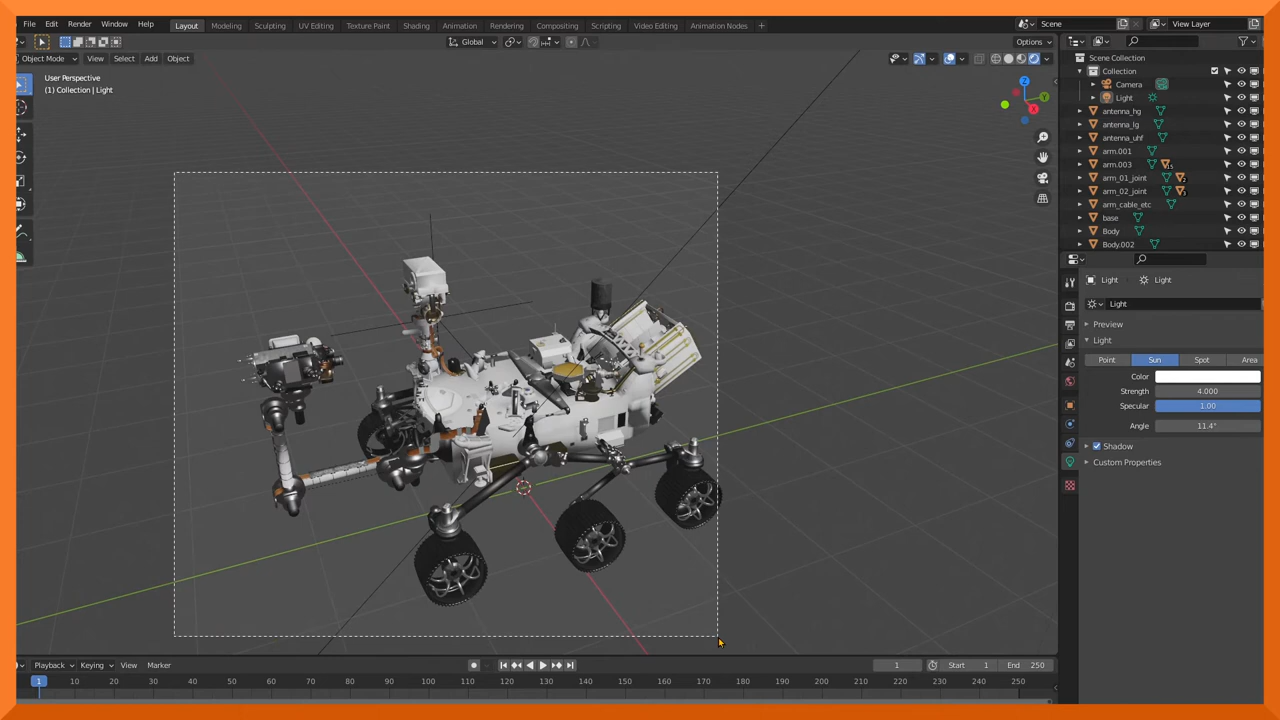 File Edit Render Window Help Layout Modeling Sculpting UV Editing Texture Paint Shading Animation Rendering Compositing Scripting Video Editing Animation Nodes + Scene View Layer
Global Options
Object Mode View Select Add Object
User Perspective
(1) Collection | Light
Z
Y
X
Scene Collection
Collection
Camera
Light
antenna_hg
antenna_lg
antenna_uhf
arm.001
arm.003
arm_01_joint
arm_02_joint
arm_cable_etc
base
Body
Body.002
Light Light
Light
Preview
Light
Point Sun Spot Area
Color
Strength 4.000
Specular 1.00
Angle 11.4°
Shadow
Custom Properties
Playback Keying View Marker 1 Start 1 End 250
1 10 20 30 40 50 60 70 80 90 100 110 120 130 140 150 160 170 180 190 200 210 220 230 240 250